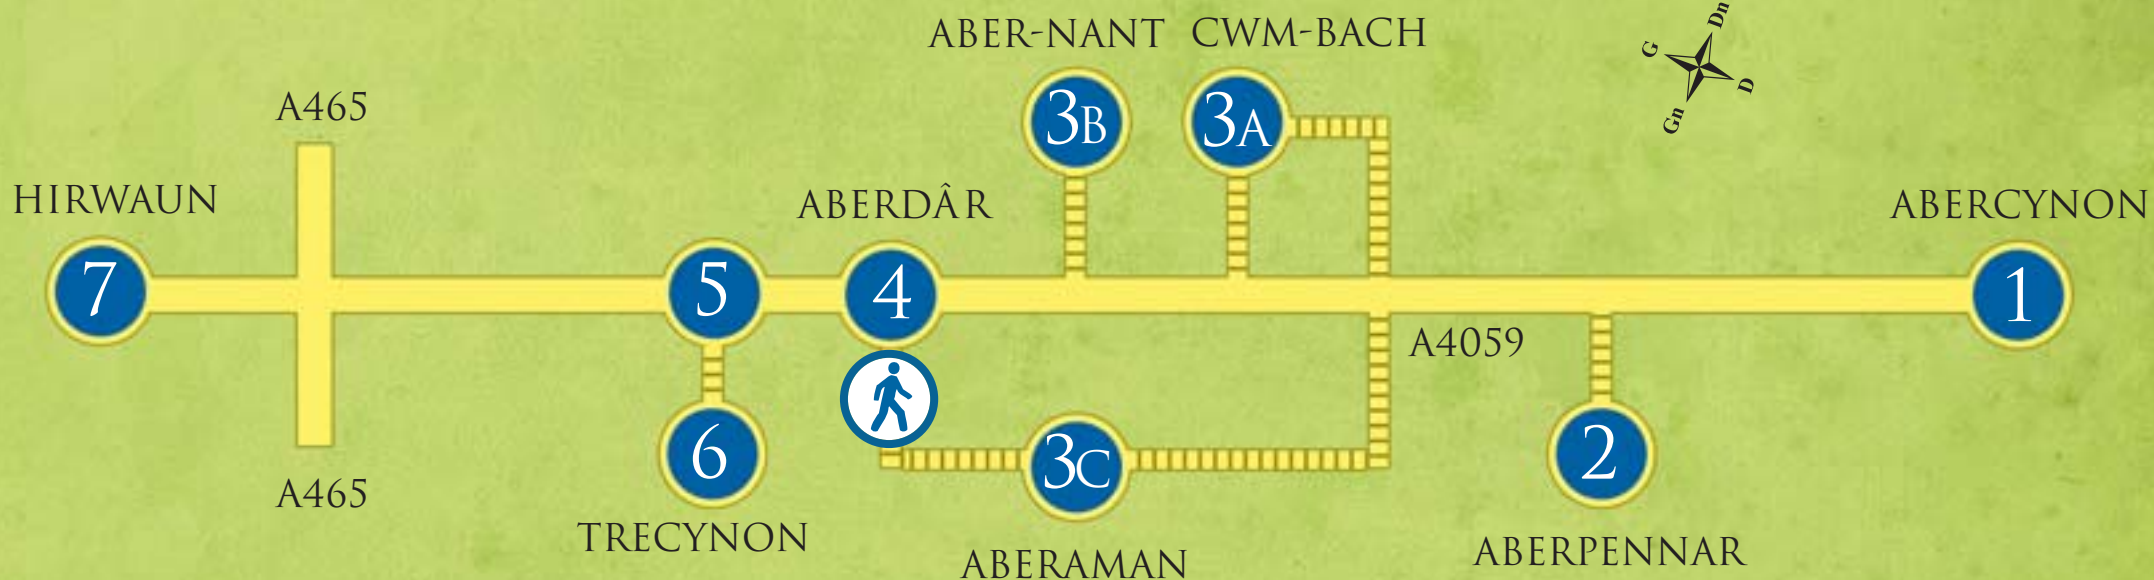 ABER-NANT
CWM-BACH
Dn
G
D
Gn
A465
3B
3A
HIRWAUN
ABERDÂR
ABERCYNON
7
5
4
1
A4059
6
3C
2
A465
TRECYNON
ABERAMAN
ABERPENNAR